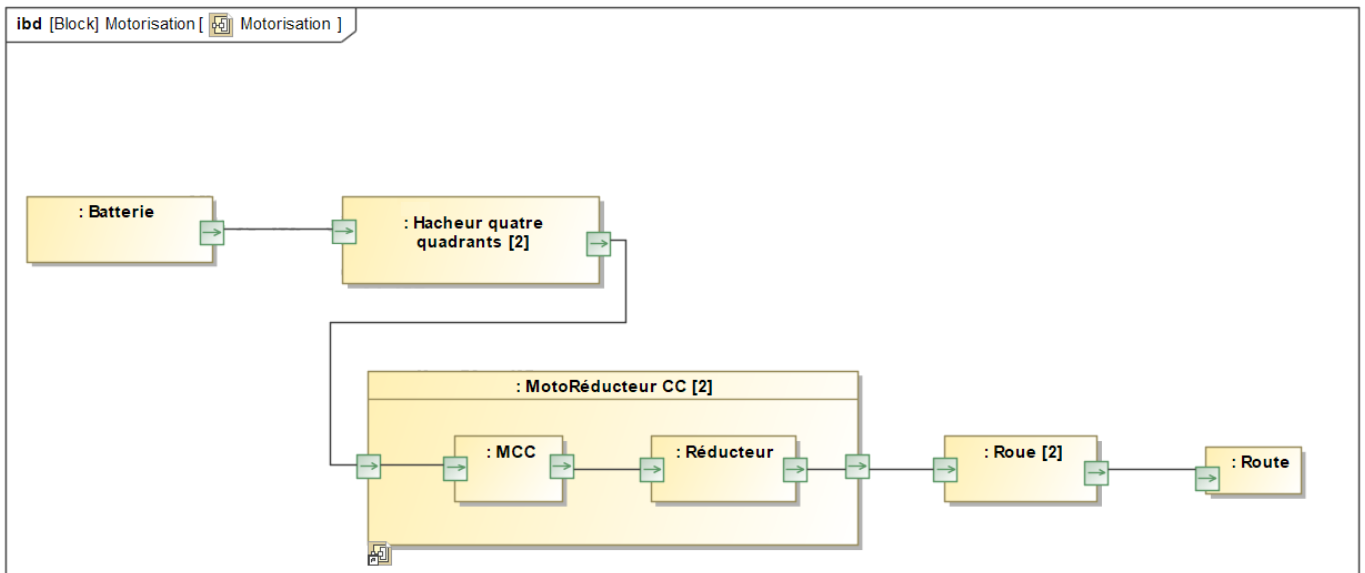 ibd [Block] Motorisation [ Motorisation ]
: Batterie
: Hacheur quatre
quadrants [2]
: MotoRéducteur CC [2]
: MCC
: Réducteur
: Roue [2]
: Route